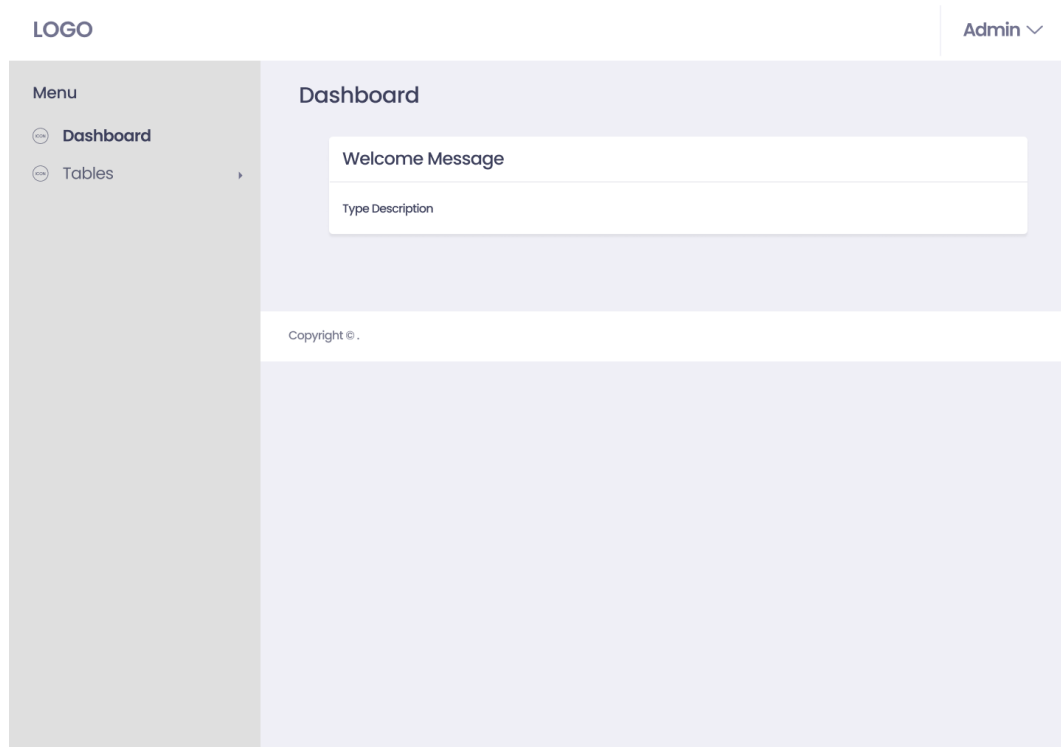 LOGO
Admin
Menu
Dashboard
Tables
Dashboard
Welcome Message
Type Description
Copyright © .